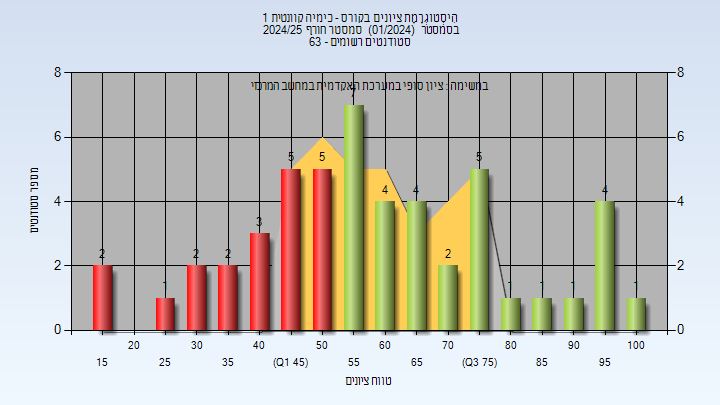 היסטוגרמת ציונים בקורס - כימיה קוונטית 1
בסמסטר (01/2024) סמסטר חורף 2024/25
סטודנטים רשומים - 63
במשימה : ציון סופי במערכת האקדמית במחשב המרכזי
מספר סטודנטים
8 8
6 6
4 4
2 2
0 0
2 1 2 2 3 5 5 7 4 4 2 5 1 1 1 4 1
20 30 40 50 60 70 80 90 100
15 25 35 (Q1 45) 55 65 (Q3 75) 85 95
טווח ציונים